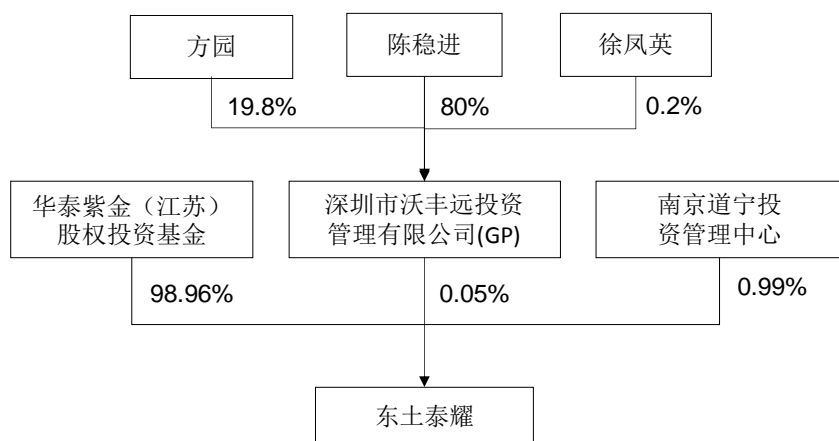 方园
陈稳进
徐凤英
19.8%
80%
0.2%
华泰紫金（江苏）
股权投资基金
深圳市沃丰远投资
管理有限公司(GP)
南京道宁投
资管理中心
98.96%
0.05%
0.99%
东土泰耀